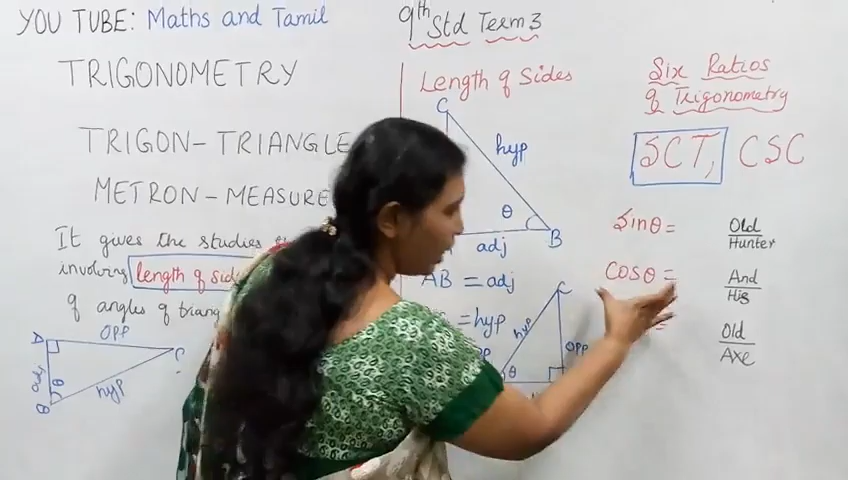 YOU TUBE: Maths and Tamil
TRIGONOMETRY
TRIGON- TRIANGLE
METRON - MEASURE
It gives the studies
involving length of sid
of angles of triang
A
opp
C
θ
hyp
B
9th Std Term 3
Length of Sides
C
hyp
θ
adj
B
AB = adj
= hyp
C
hyp
opp
θ
Six Ratios
of Trigonometry
SCT, CSC
Sinθ =
Cosθ =
Old
Hunter
And
His
Old
Axe